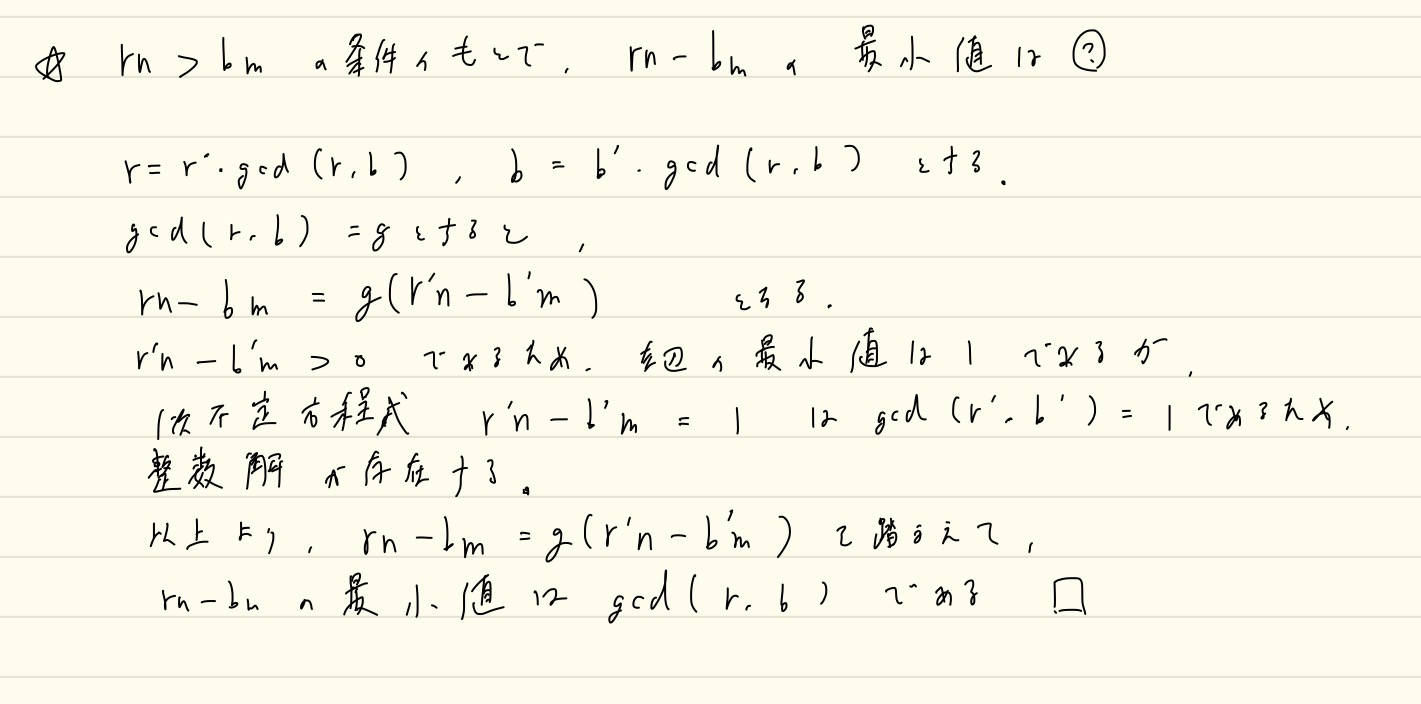 ☆ rn > bm の条件のもとで, rn - bm の 最小値は ?
r = r'・gcd(r, b) , b = b'・gcd(r, b) とする.
gcd(r, b) = g とすると,
rn - bm = g(r'n - b'm) となる.
r'n - b'm > 0 であるため, 左辺の最小値は 1 であるが,
1次不定方程式 r'n - b'm = 1 は gcd(r', b') = 1 であるため,
整数解が存在する.
以上より, rn - bm = g(r'n - b'm) を踏まえて,
rn - bm の最小値は gcd(r, b) である □